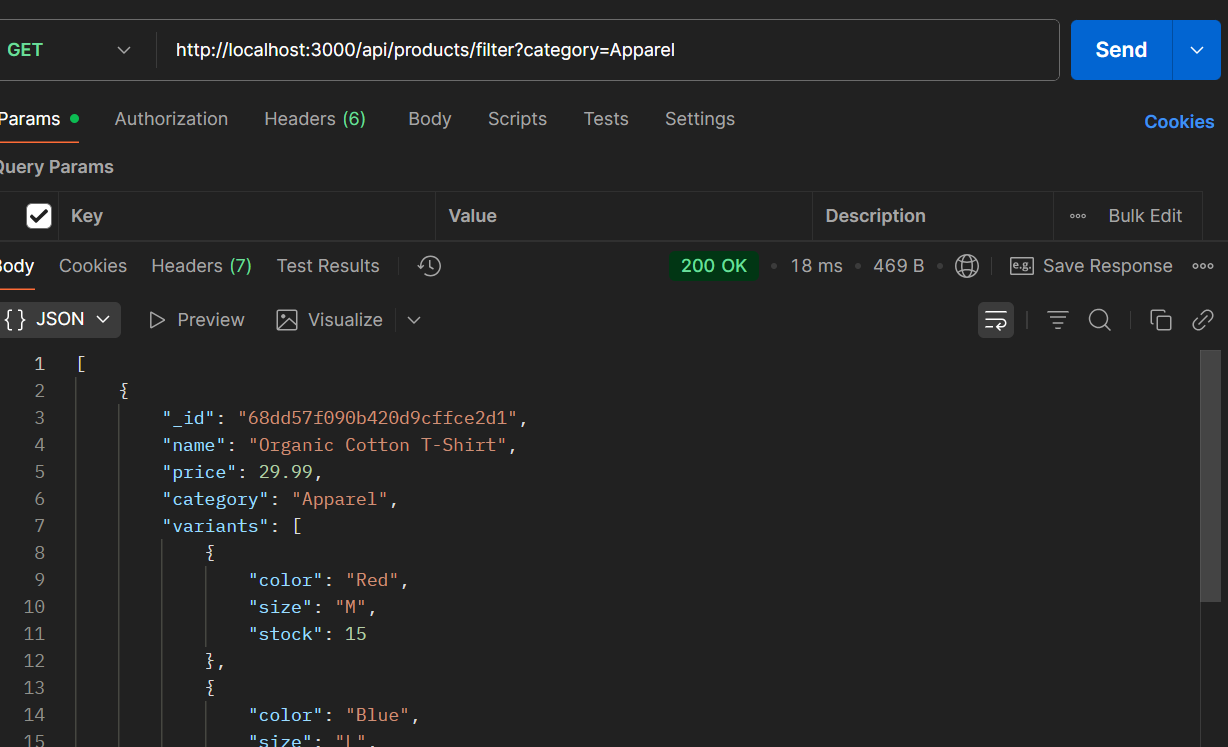 GET http://localhost:3000/api/products/filter?category=Apparel Send
Params Authorization Headers (6) Body Scripts Tests Settings Cookies
Query Params
Key Value Description Bulk Edit
Body Cookies Headers (7) Test Results 200 OK • 18 ms • 469 B • e.g. Save Response
{} JSON Preview Visualize
1 [
2 {
3 "_id": "68dd57f090b420d9cffce2d1",
4 "name": "Organic Cotton T-Shirt",
5 "price": 29.99,
6 "category": "Apparel",
7 "variants": [
8 {
9 "color": "Red",
10 "size": "M",
11 "stock": 15
12 },
13 {
14 "color": "Blue",
15 "size": "L",